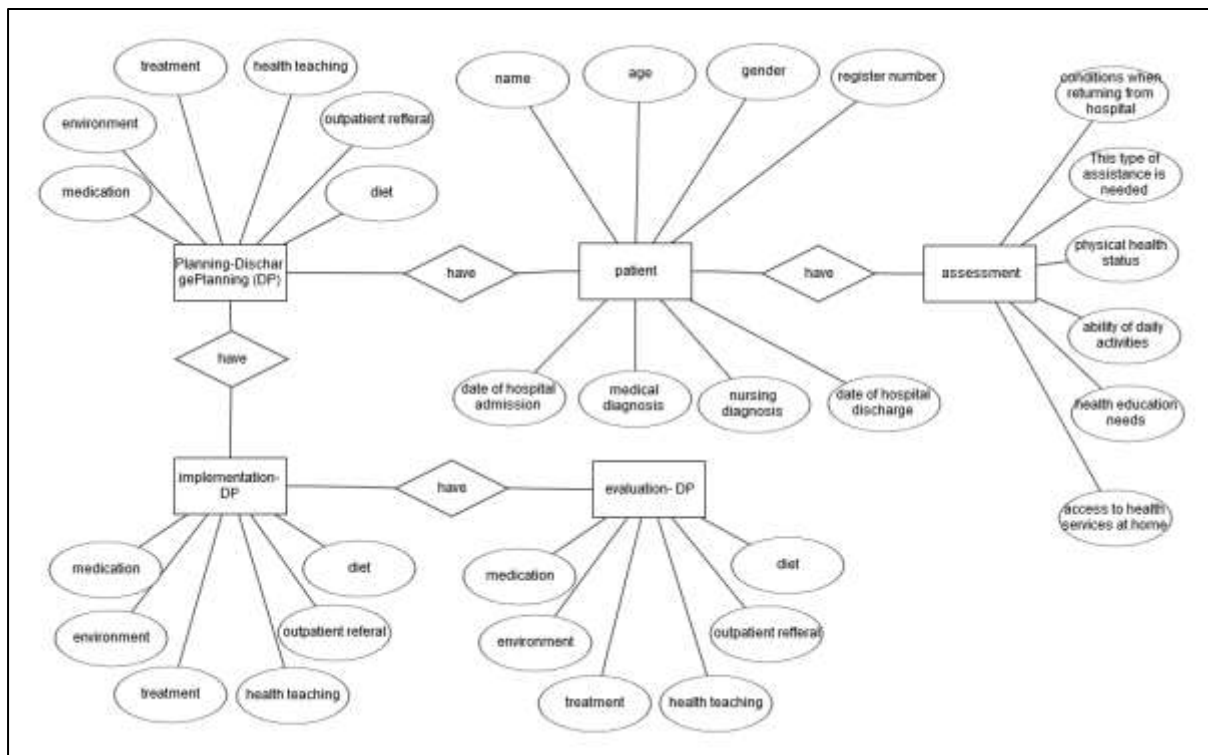 treatment
health teaching
environment
outpatient refferal
medication
diet
Planning-Dischar
gePlanning (DP)
have
name
age
gender
register number
patient
have
date of hospital
admission
medical
diagnosis
nursing
diagnosis
date of hospital
discharge
assessment
conditions when
returning from
hospital
This type of
assistance is
needed
physical health
status
ability of daily
activities
health education
needs
access to health
services at home
have
implementation-
DP
medication
environment
treatment
health teaching
outpatient referal
diet
have
evaluation- DP
medication
environment
treatment
health teaching
outpatient refferal
diet